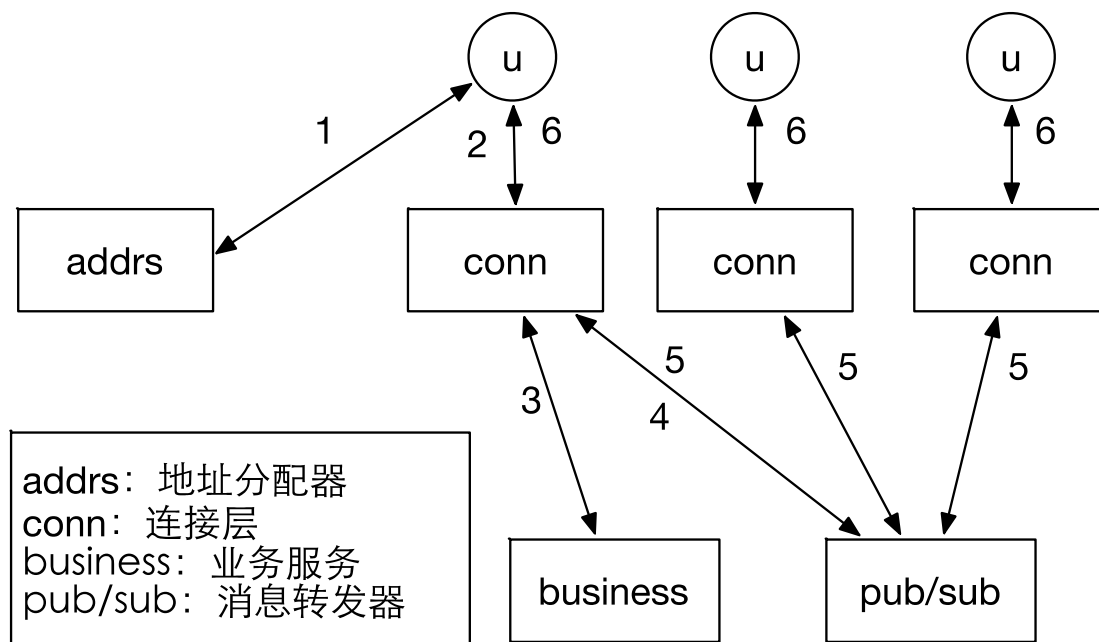 u
u
u
1
2
6
6
6
addrs
conn
conn
conn
3
5
4
5
5
addrs：地址分配器
conn：连接层
business：业务服务
pub/sub：消息转发器
business
pub/sub